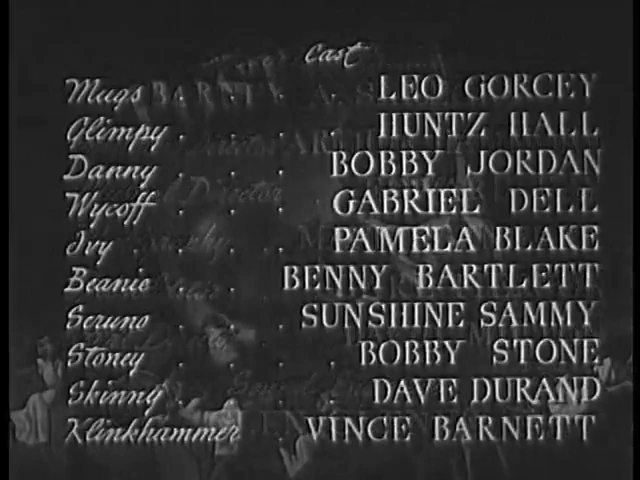 Cast
Mugs . . . . LEO GORCEY
Glimpy . . . . HUNTZ HALL
Danny . . . BOBBY JORDAN
Wycoff . . . GABRIEL DELL
Ivy . . . . PAMELA BLAKE
Beanie . . BENNY BARTLETT
Scruno . . . SUNSHINE SAMMY
Stoney . . . . BOBBY STONE
Skinny . . . . DAVE DURAND
Klinkhammer . . VINCE BARNETT